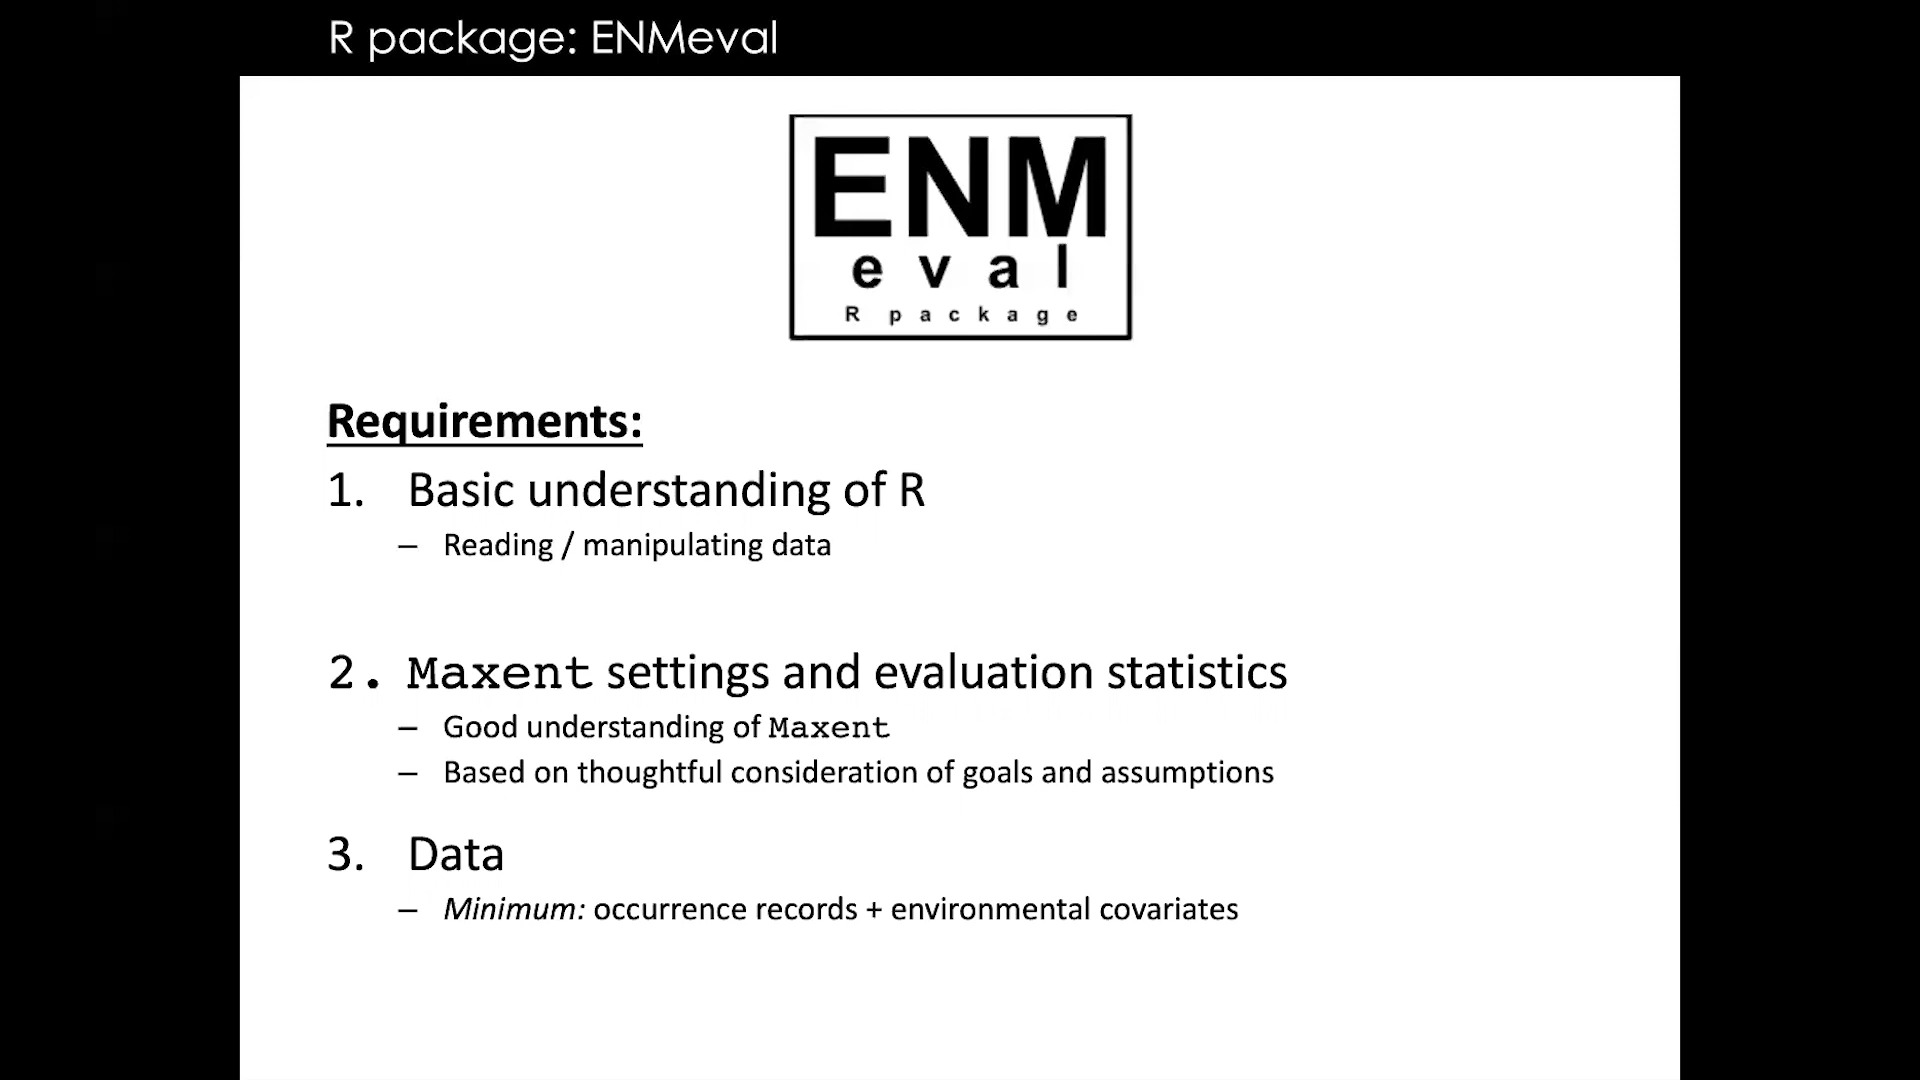 R package: ENMeval
ENM
eval
R package
Requirements:
1. Basic understanding of R
– Reading / manipulating data
2. Maxent settings and evaluation statistics
– Good understanding of Maxent
– Based on thoughtful consideration of goals and assumptions
3. Data
– Minimum: occurrence records + environmental covariates